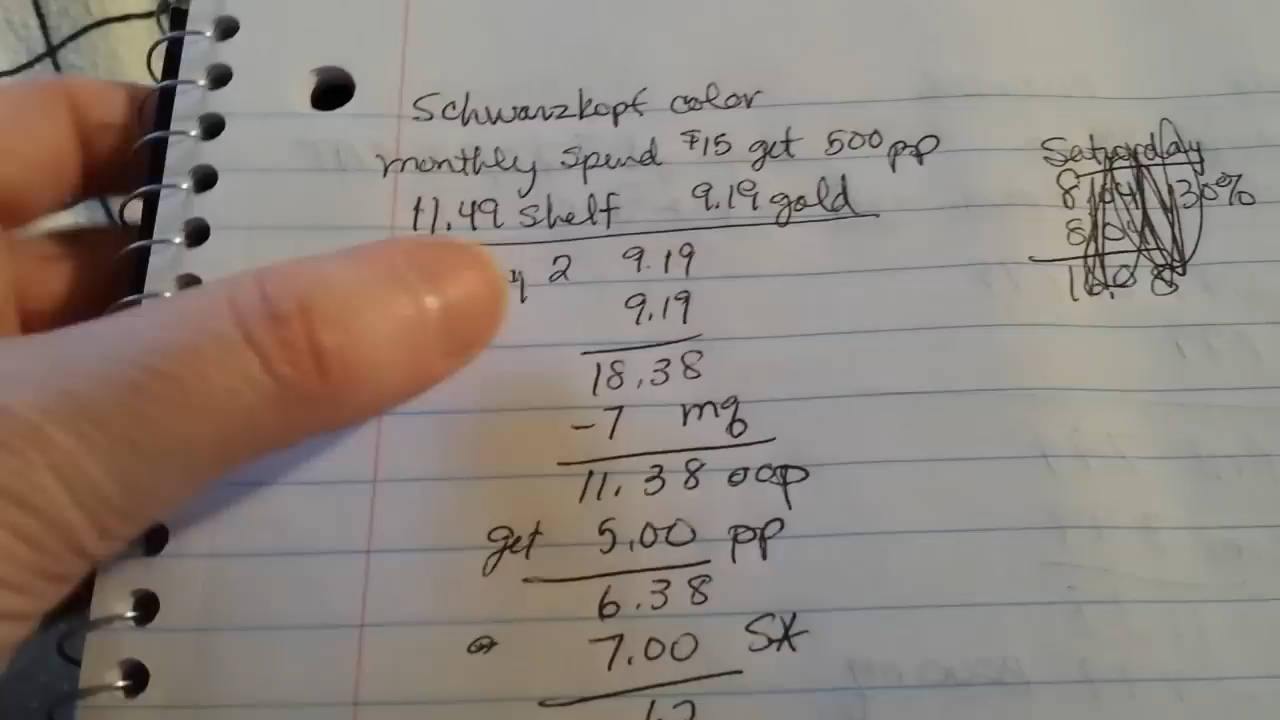 Schwarzkopf color
monthly spend $15 get 500 pp
11.49 shelf 9.19 gold
2 9.19
9.19
18.38
-7 mq
11.38 oop
get 5.00 pp
6.38
7.00 SK
Saturday
30%